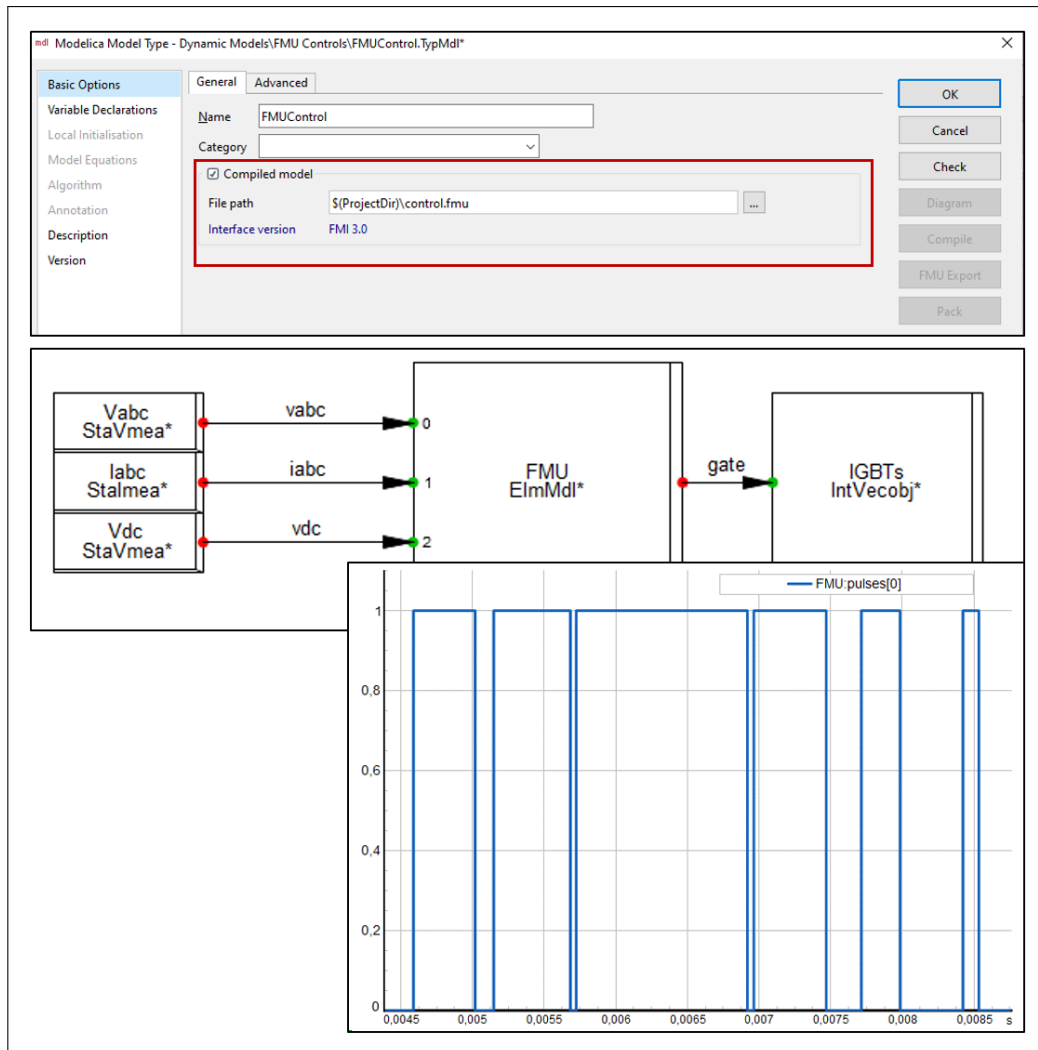 mdl Modelica Model Type - Dynamic Models\FMU Controls\FMUControl.TypMdl*
Basic Options
Variable Declarations
Local Initialisation
Model Equations
Algorithm
Annotation
Description
Version
General Advanced
Name FMUControl
Category
Compiled model
File path $(ProjectDir)\control.fmu ...
Interface version FMI 3.0
OK
Cancel
Check
Diagram
Compile
FMU Export
Pack
Vabc
StaVmea*
Iabc
StaImea*
Vdc
StaVmea*
vabc
iabc
vdc
0
1
2
FMU
ElmMdl*
gate
IGBTs
IntVecobj*
FMU:pulses[0]
1
0,8
0,6
0,4
0,2
0
0,0045 0,005 0,0055 0,006 0,0065 0,007 0,0075 0,008 0,0085 s